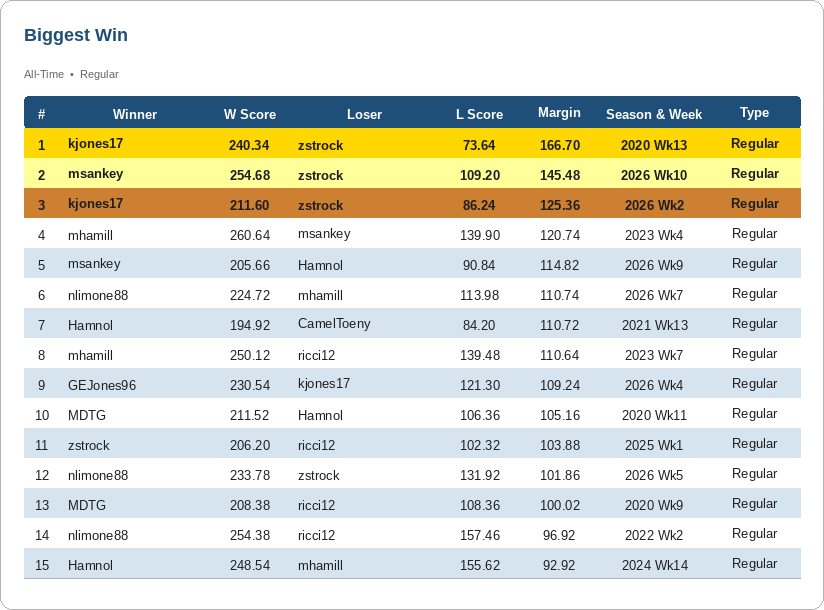 Biggest Win
All-Time • Regular
# Winner W Score Loser L Score Margin Season & Week Type
1 kjones17 240.34 zstrock 73.64 166.70 2020 Wk13 Regular
2 msankey 254.68 zstrock 109.20 145.48 2026 Wk10 Regular
3 kjones17 211.60 zstrock 86.24 125.36 2026 Wk2 Regular
4 mhamill 260.64 msankey 139.90 120.74 2023 Wk4 Regular
5 msankey 205.66 Hamnol 90.84 114.82 2026 Wk9 Regular
6 nlimone88 224.72 mhamill 113.98 110.74 2026 Wk7 Regular
7 Hamnol 194.92 CamelToeny 84.20 110.72 2021 Wk13 Regular
8 mhamill 250.12 ricci12 139.48 110.64 2023 Wk7 Regular
9 GEJones96 230.54 kjones17 121.30 109.24 2026 Wk4 Regular
10 MDTG 211.52 Hamnol 106.36 105.16 2020 Wk11 Regular
11 zstrock 206.20 ricci12 102.32 103.88 2025 Wk1 Regular
12 nlimone88 233.78 zstrock 131.92 101.86 2026 Wk5 Regular
13 MDTG 208.38 ricci12 108.36 100.02 2020 Wk9 Regular
14 nlimone88 254.38 ricci12 157.46 96.92 2022 Wk2 Regular
15 Hamnol 248.54 mhamill 155.62 92.92 2024 Wk14 Regular